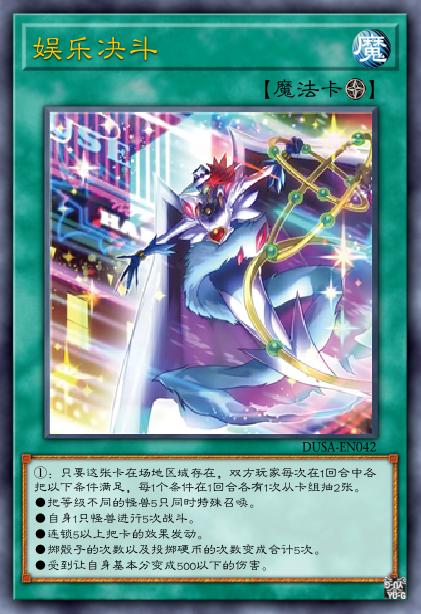 娱乐决斗
魔
【魔法卡】
DUSA-EN042
①：只要这张卡在场地区域存在，双方玩家每次在1回合中各
把以下条件满足，每1个条件在1回合各有1次从卡组抽2张。
●把等级不同的怪兽5只同时特殊召唤。
●自身1只怪兽进行5次战斗。
●连锁5以上把卡的效果发动。
●掷骰子的次数以及投掷硬币的次数变成合计5次。
●受到让自身基本分变成500以下的伤害。